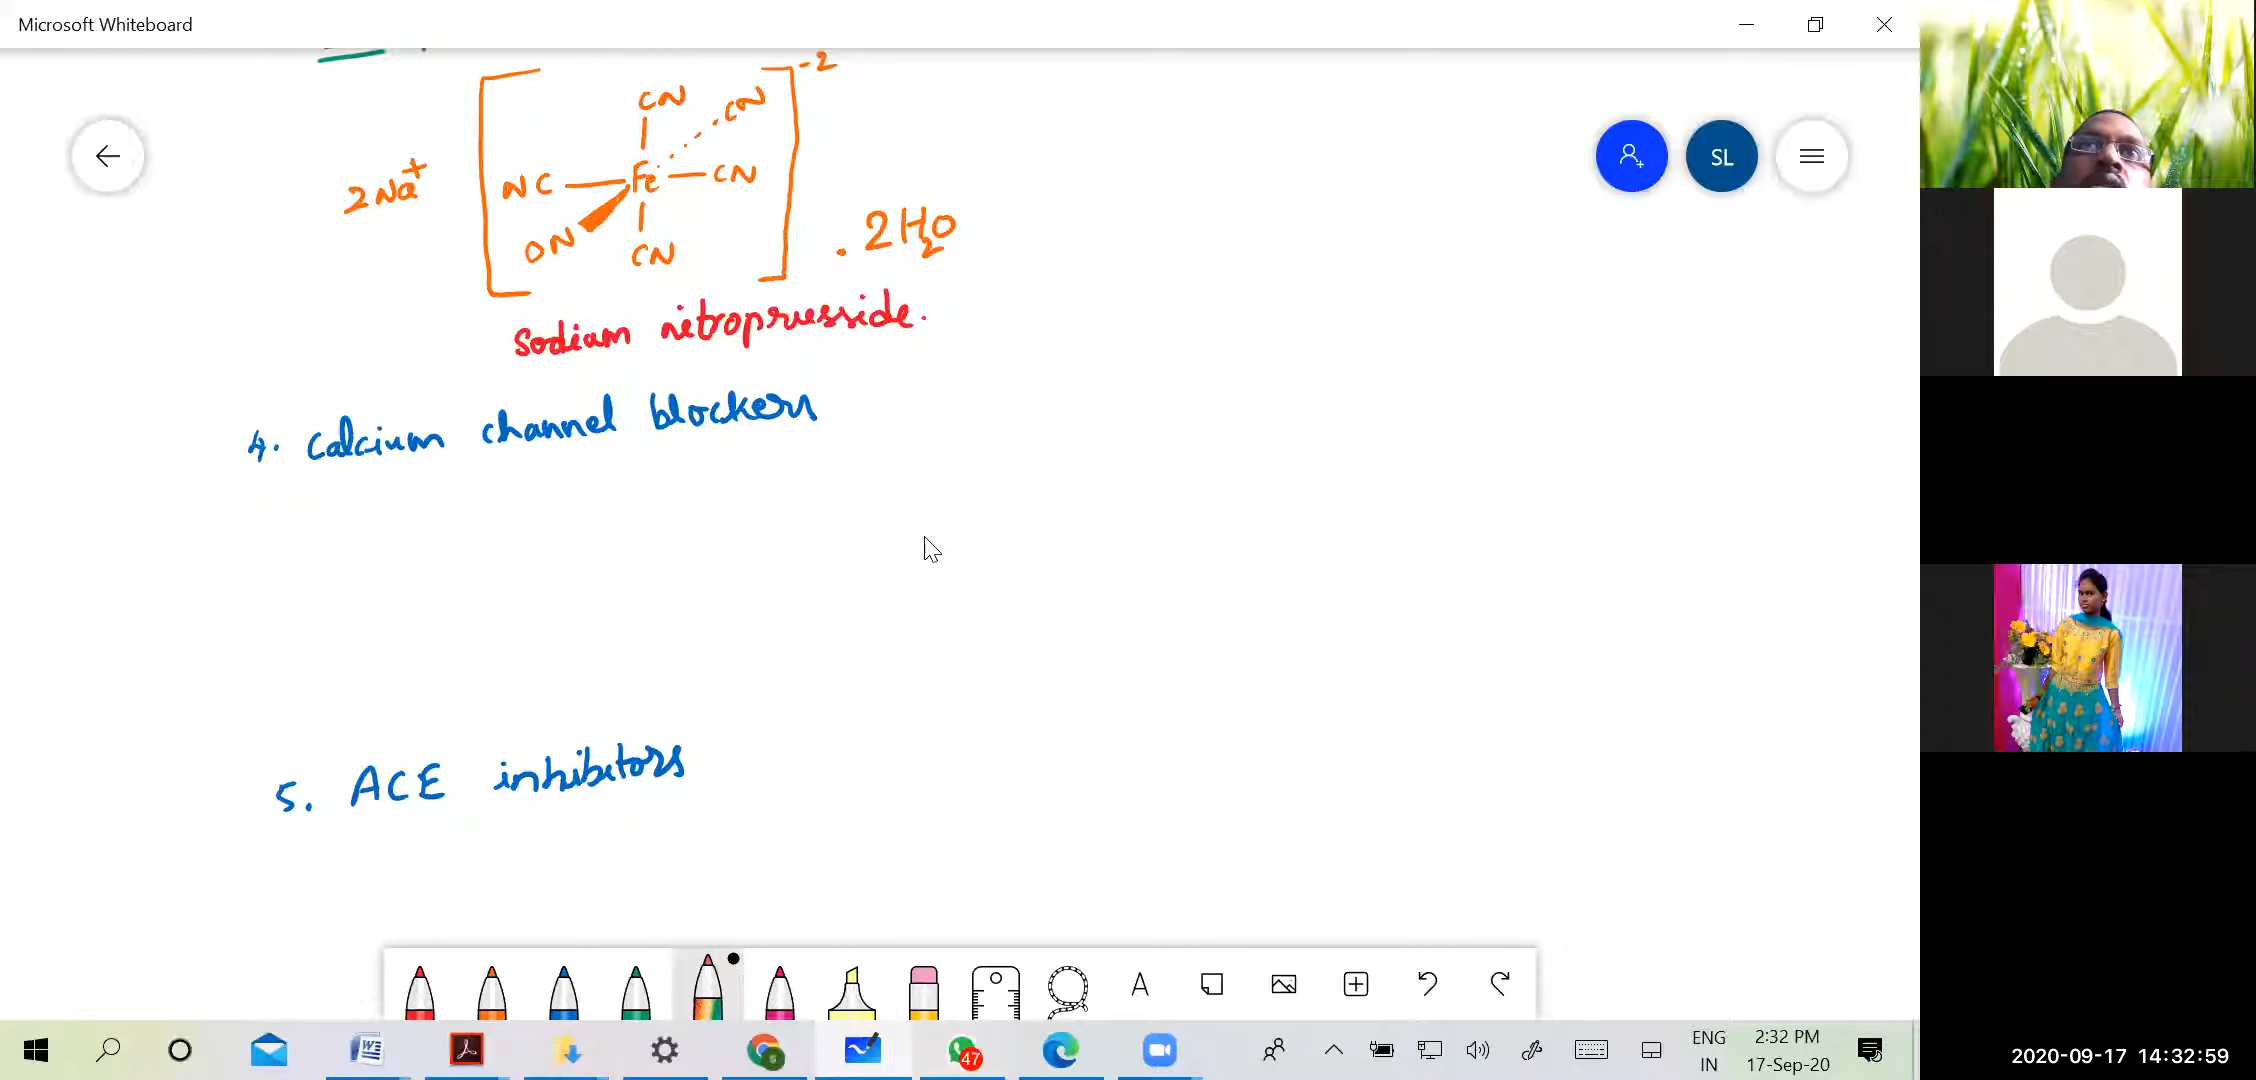 Microsoft Whiteboard
-2
CN
CN
2Na+
NC
Fe
CN
ON
CN
. 2H2O
Sodium nitroprusside.
4. Calcium channel blockers
SL
5. ACE inhibitors
A
47
ENG
IN
2:32 PM
17-Sep-20
2020-09-17 14:32:59